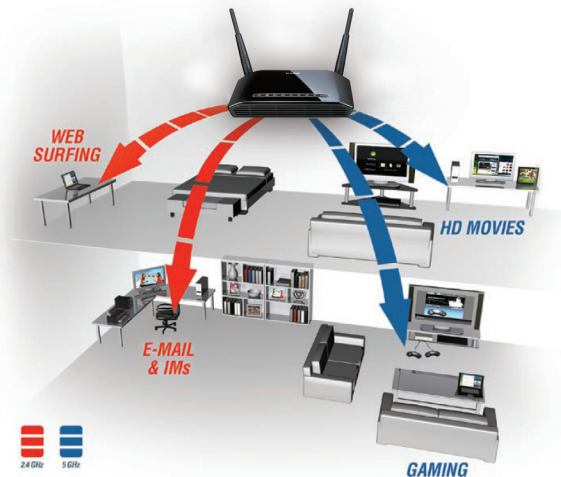 WEB
SURFING
HD MOVIES
E-MAIL
& IMs
GAMING
2.4 GHz
5 GHz